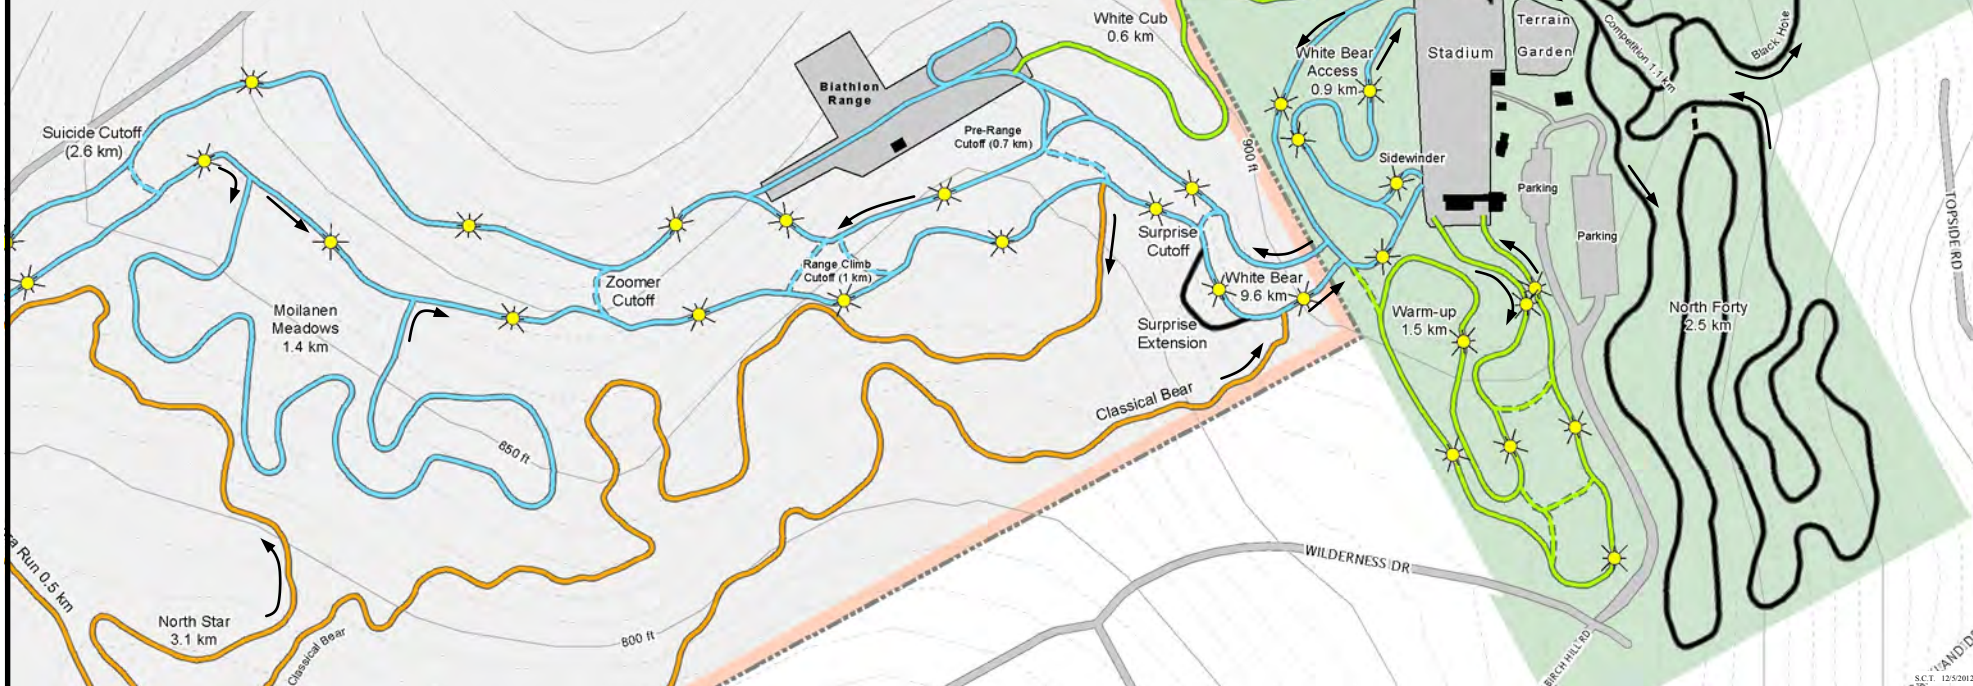 White Cub
0.6 km
Terrain
Garden
Stadium
Competition 1.1 km
Black Hole
White Bear
Access
0.9 km
Biathlon
Range
Suicide Cutoff
(2.6 km)
Pre-Range
Cutoff (0.7 km)
900 ft
Sidewinder
Parking
Parking
TOPSIDE RD
Surprise
Cutoff
Range Climb
Cutoff (1 km)
Zoomer
Cutoff
White Bear
9.6 km
Moilanen
Meadows
1.4 km
Warm-up
1.5 km
North Forty
2.5 km
Surprise
Extension
Classical Bear
850 ft
ra Run 0.5 km
WILDERNESS DR
North Star
3.1 km
Classical Bear
800 ft
BIRCH HILL RD
S.C.T. 12/5/2012